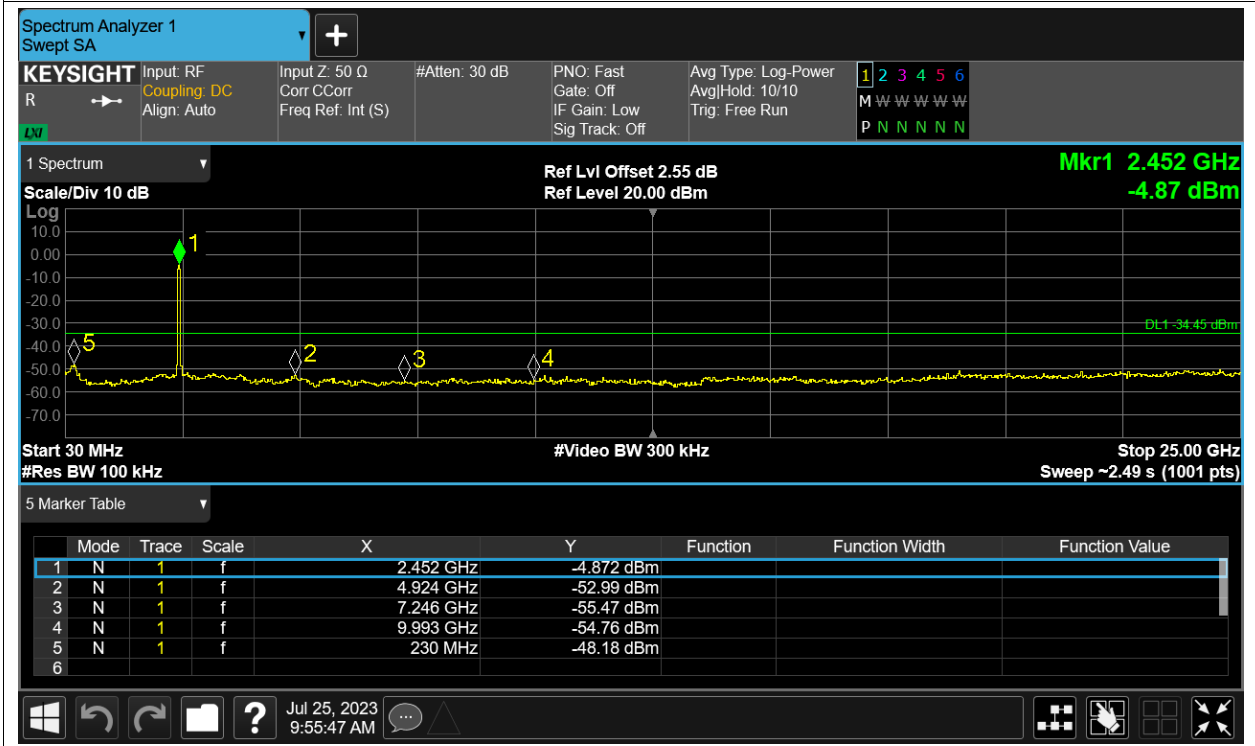 Spectrum Analyzer 1
Swept SA
+
KEYSIGHT
R
LXI
Input: RF
Coupling: DC
Align: Auto
Input Z: 50 Ω
Corr CCorr
Freq Ref: Int (S)
#Atten: 30 dB
PNO: Fast
Gate: Off
IF Gain: Low
Sig Track: Off
Avg Type: Log-Power
Avg|Hold: 10/10
Trig: Free Run
1 2 3 4 5 6
M W W W W W
P N N N N N
1 Spectrum
Scale/Div 10 dB
Ref Lvl Offset 2.55 dB
Ref Level 20.00 dBm
Mkr1 2.452 GHz
-4.87 dBm
Log
10.0
0.00
-10.0
-20.0
-30.0
-40.0
-50.0
-60.0
-70.0
1
5
2
3
4
DL1 -34.45 dBm
Start 30 MHz
#Video BW 300 kHz
Stop 25.00 GHz
#Res BW 100 kHz
Sweep ~2.49 s (1001 pts)
5 Marker Table
Mode Trace Scale X Y Function Function Width Function Value
1 N 1 f 2.452 GHz -4.872 dBm
2 N 1 f 4.924 GHz -52.99 dBm
3 N 1 f 7.246 GHz -55.47 dBm
4 N 1 f 9.993 GHz -54.76 dBm
5 N 1 f 230 MHz -48.18 dBm
6
?
Jul 25, 2023
9:55:47 AM